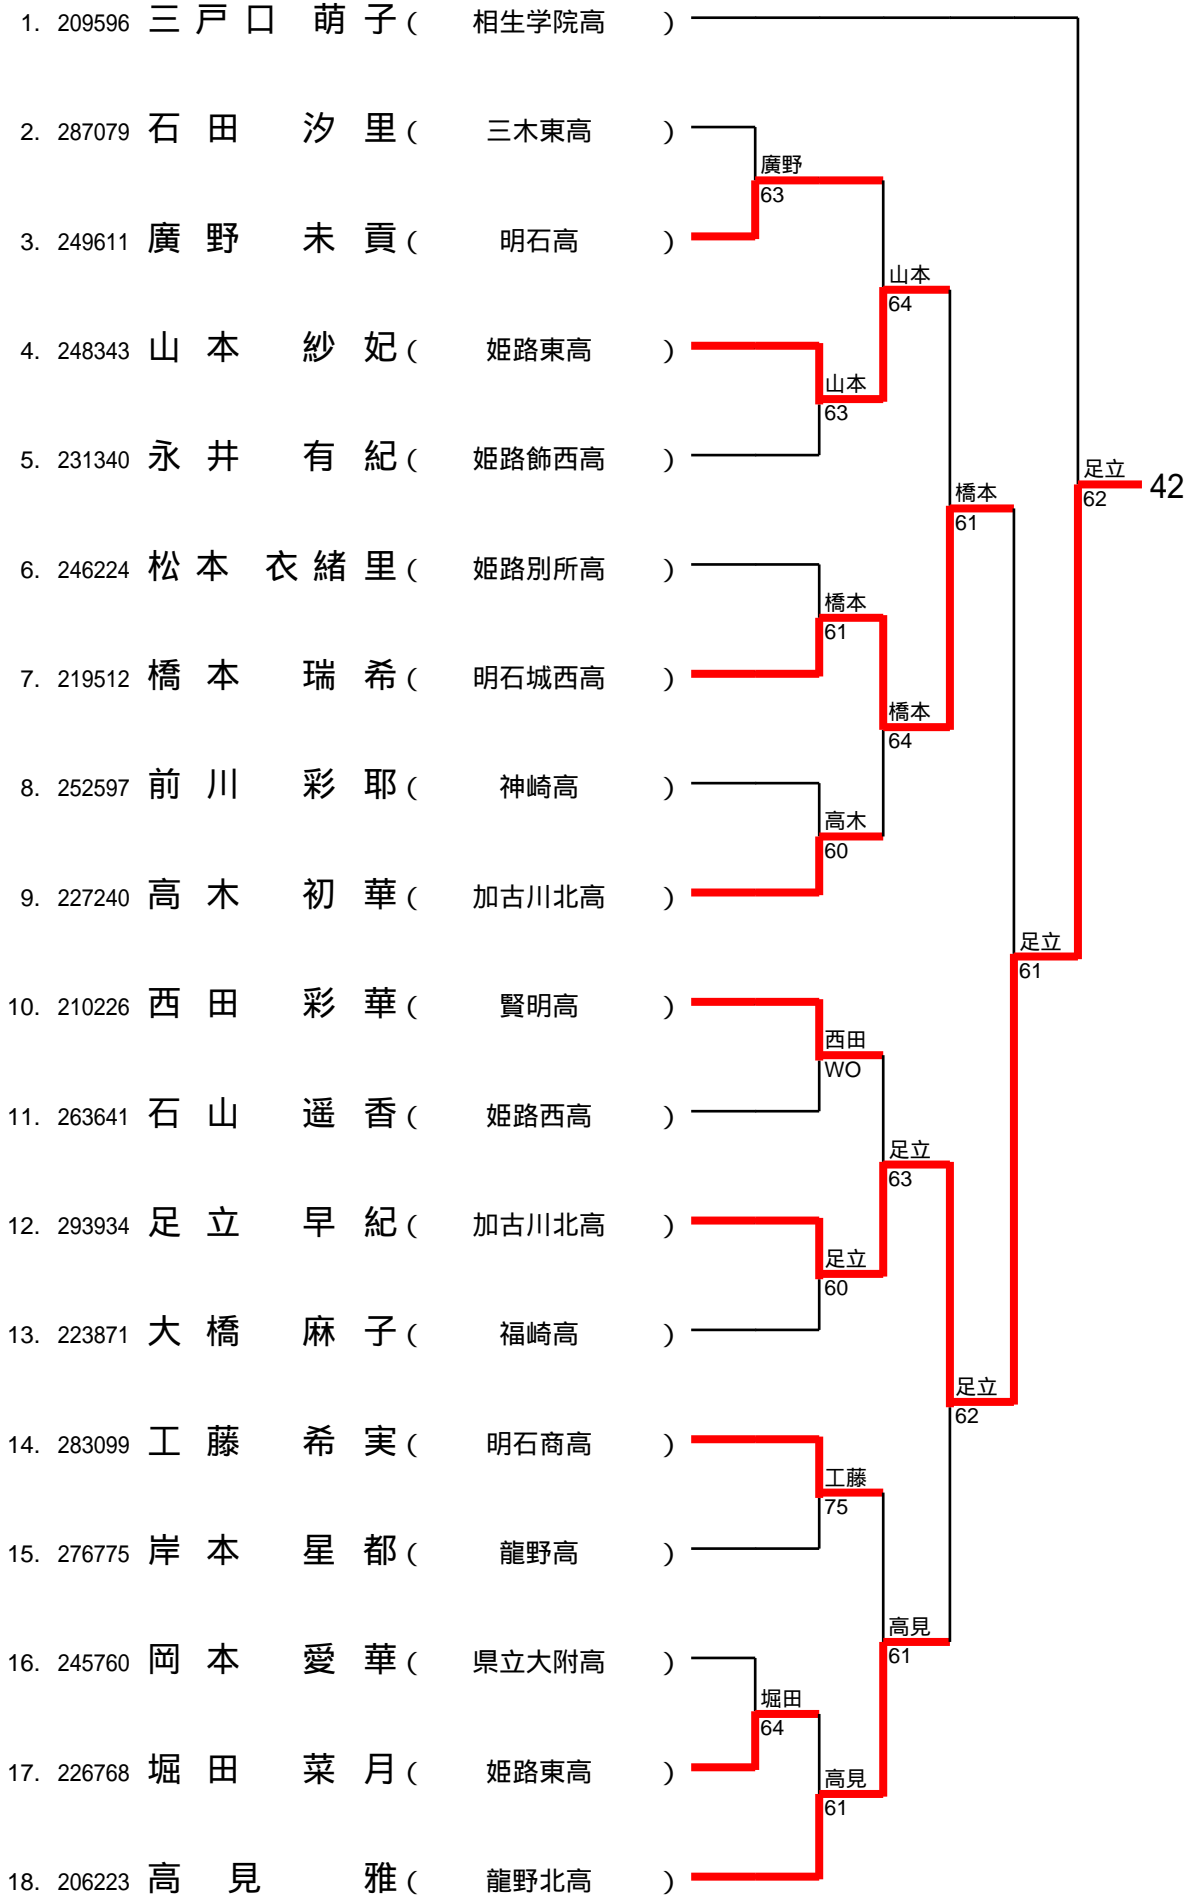 1. 209596 三戸口 萌子 ( 相生学院高 )
2. 287079 石田 汐里 ( 三木東高 )
廣野
63
3. 249611 廣野 未貢 ( 明石高 )
山本
64
4. 248343 山本 紗妃 ( 姫路東高 )
山本
63
5. 231340 永井 有紀 ( 姫路飾西高 )
足立
62
42
橋本
61
6. 246224 松本 衣緒里 ( 姫路別所高 )
橋本
61
7. 219512 橋本 瑞希 ( 明石城西高 )
橋本
64
8. 252597 前川 彩耶 ( 神崎高 )
高木
60
9. 227240 高木 初華 ( 加古川北高 )
足立
61
10. 210226 西田 彩華 ( 賢明高 )
西田
WO
11. 263641 石山 遥香 ( 姫路西高 )
足立
63
12. 293934 足立 早紀 ( 加古川北高 )
足立
60
13. 223871 大橋 麻子 ( 福崎高 )
足立
62
14. 283099 工藤 希実 ( 明石商高 )
工藤
75
15. 276775 岸本 星都 ( 龍野高 )
高見
61
16. 245760 岡本 愛華 ( 県立大附高 )
堀田
64
17. 226768 堀田 菜月 ( 姫路東高 )
高見
61
18. 206223 高見 雅 ( 龍野北高 )